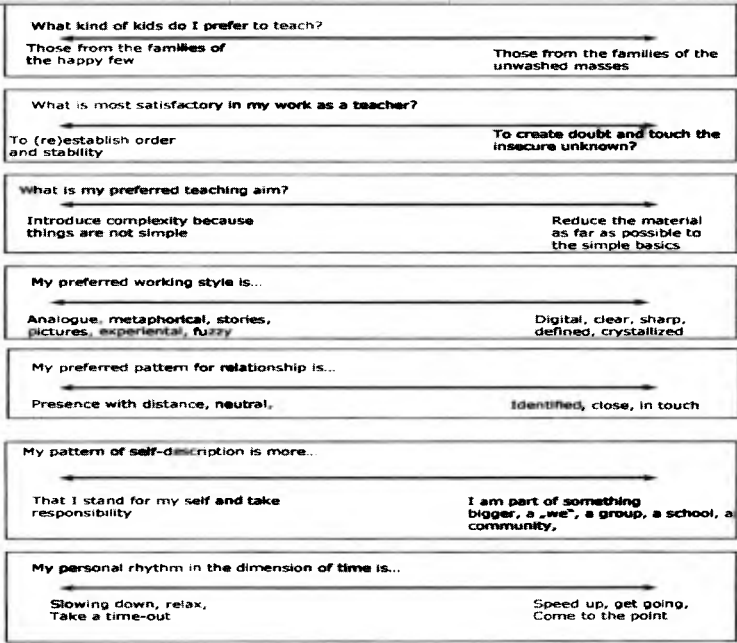 What kind of kids do I prefer to teach?
Those from the families of
the happy few
Those from the families of the
unwashed masses
What is most satisfactory in my work as a teacher?
To (re)establish order
and stability
To create doubt and touch the
insecure unknown?
What is my preferred teaching aim?
Introduce complexity because
things are not simple
Reduce the material
as far as possible to
the simple basics
My preferred working style is...
Analogue, metaphorical, stories,
pictures, experiental, fuzzy
Digital, clear, sharp,
defined, crystallized
My preferred pattern for relationship is...
Presence with distance, neutral,
Identified, close, in touch
My pattern of self-description is more...
That I stand for my self and take
responsibility
I am part of something
bigger, a „we“, a group, a school, a
community,
My personal rhythm in the dimension of time is...
Slowing down, relax,
Take a time-out
Speed up, get going,
Come to the point